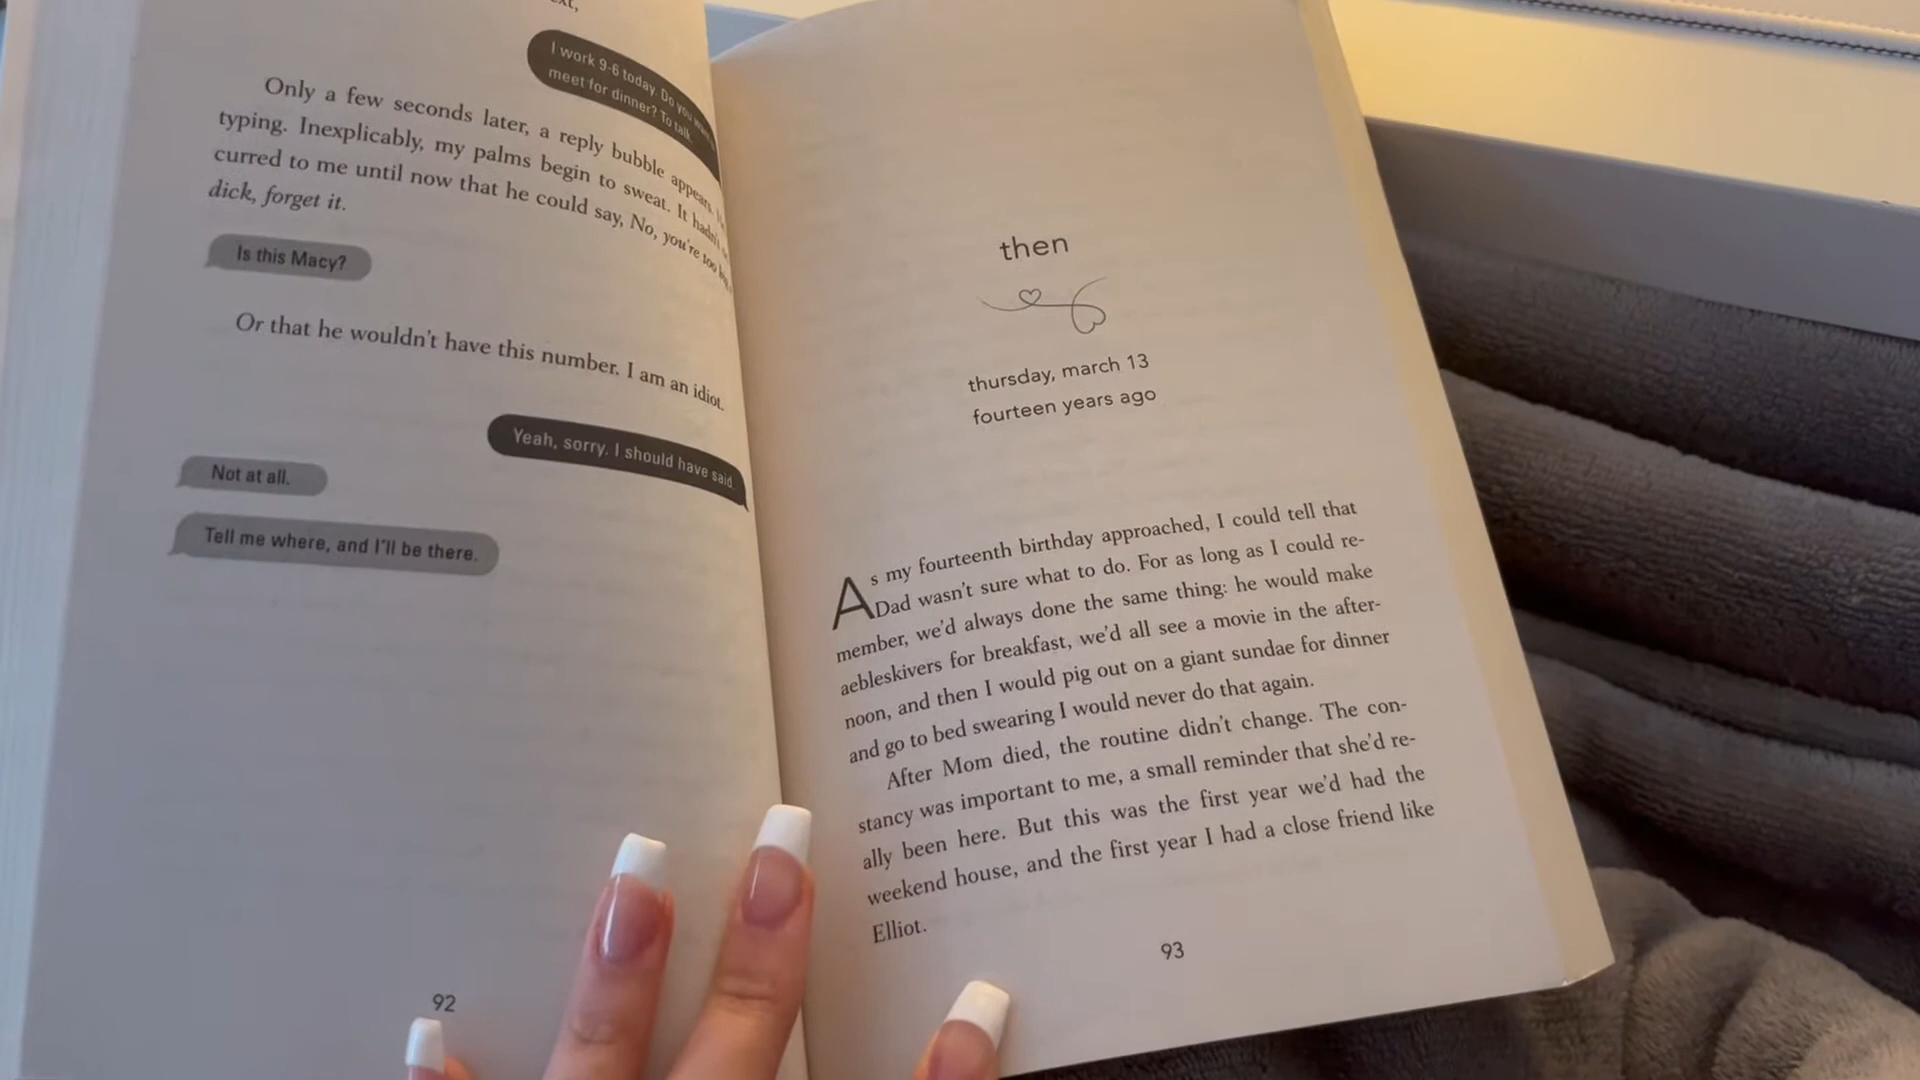 I work 9-6 today. Do you
meet for dinner? To talk.
Only a few seconds later, a reply bubble appears.
typing. Inexplicably, my palms begin to sweat. It hadn't
curred to me until now that he could say, No, you're too
dick, forget it.
Is this Macy?
Or that he wouldn't have this number. I am an idiot.
Yeah, sorry. I should have said.
Not at all.
Tell me where, and I'll be there.
92
then
thursday, march 13
fourteen years ago
As my fourteenth birthday approached, I could tell that
Dad wasn't sure what to do. For as long as I could re-
member, we'd always done the same thing: he would make
aebleskivers for breakfast, we'd all see a movie in the after-
noon, and then I would pig out on a giant sundae for dinner
and go to bed swearing I would never do that again.
After Mom died, the routine didn't change. The con-
stancy was important to me, a small reminder that she'd re-
ally been here. But this was the first year we'd had the
weekend house, and the first year I had a close friend like
Elliot.
93